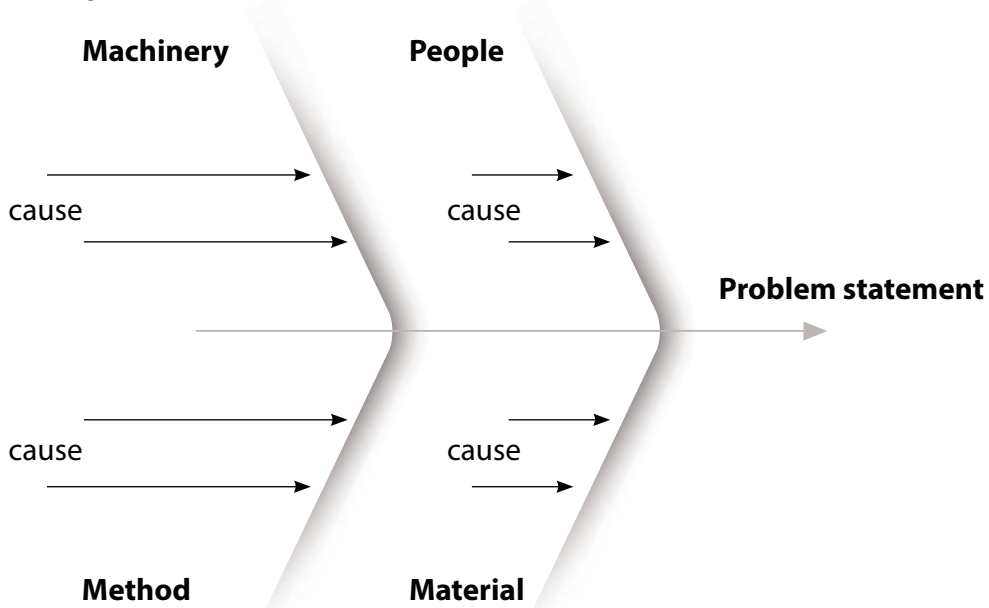 Machinery
People
cause
cause
Problem statement
cause
cause
Method
Material